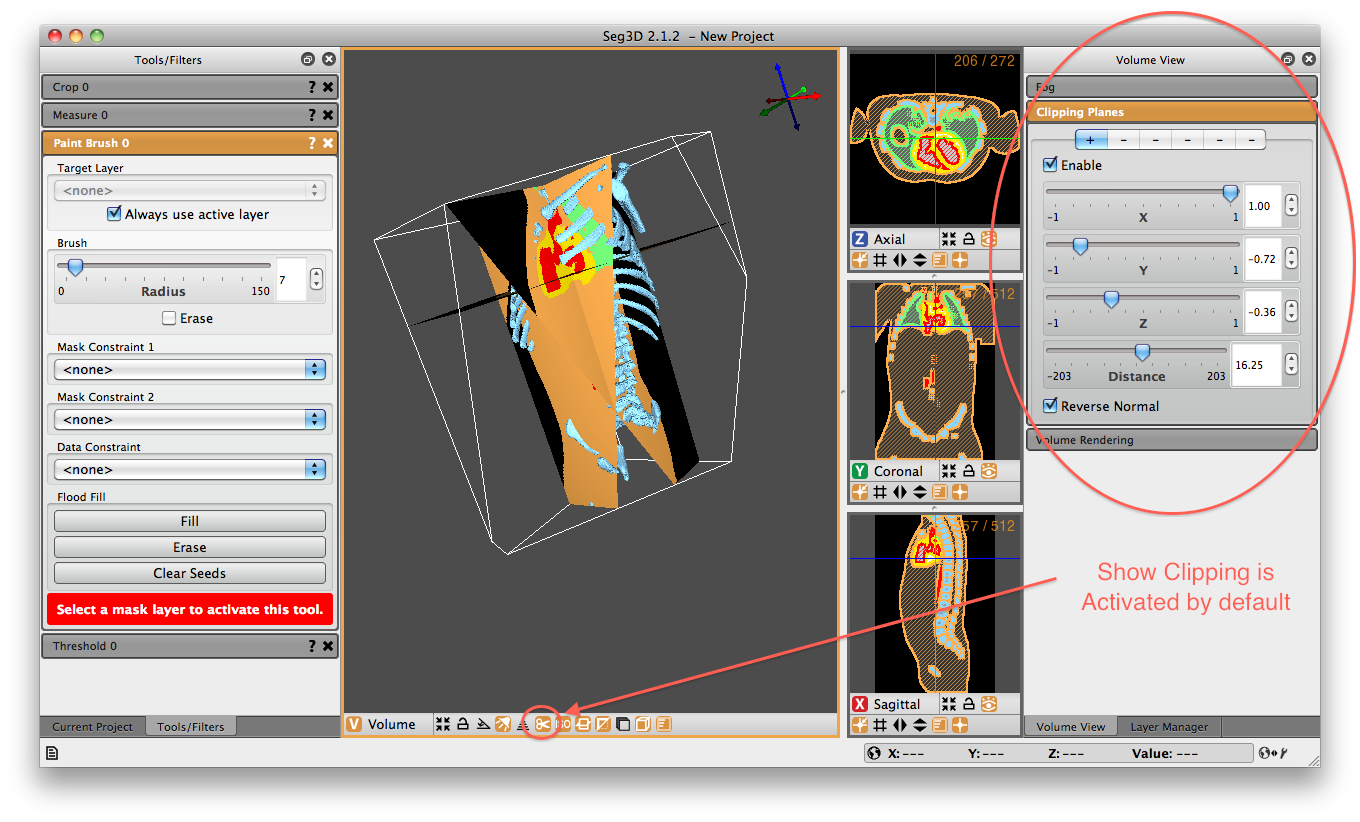 Seg3D 2.1.2 - New Project
Tools/Filters
Crop 0 ?
Measure 0 ?
Paint Brush 0 ?
Target Layer
<none>
Always use active layer
Brush
7
0 Radius 150
Erase
Mask Constraint 1
<none>
Mask Constraint 2
<none>
Data Constraint
<none>
Flood Fill
Fill
Erase
Clear Seeds
Select a mask layer to activate this tool.
Threshold 0 ?
Current Project Tools/Filters
V Volume
ISO
206 / 272
Z Axial
/ 512
Y Coronal
257 / 512
X Sagittal
Volume View
Fog
Clipping Planes
+ - - - - -
Enable
1.00
-1 X 1
-0.72
-1 Y 1
-0.36
-1 Z 1
16.25
-203 Distance 203
Reverse Normal
Volume Rendering
Show Clipping is
Activated by default
Volume View Layer Manager
X: --- Y: --- Z: --- Value: ---